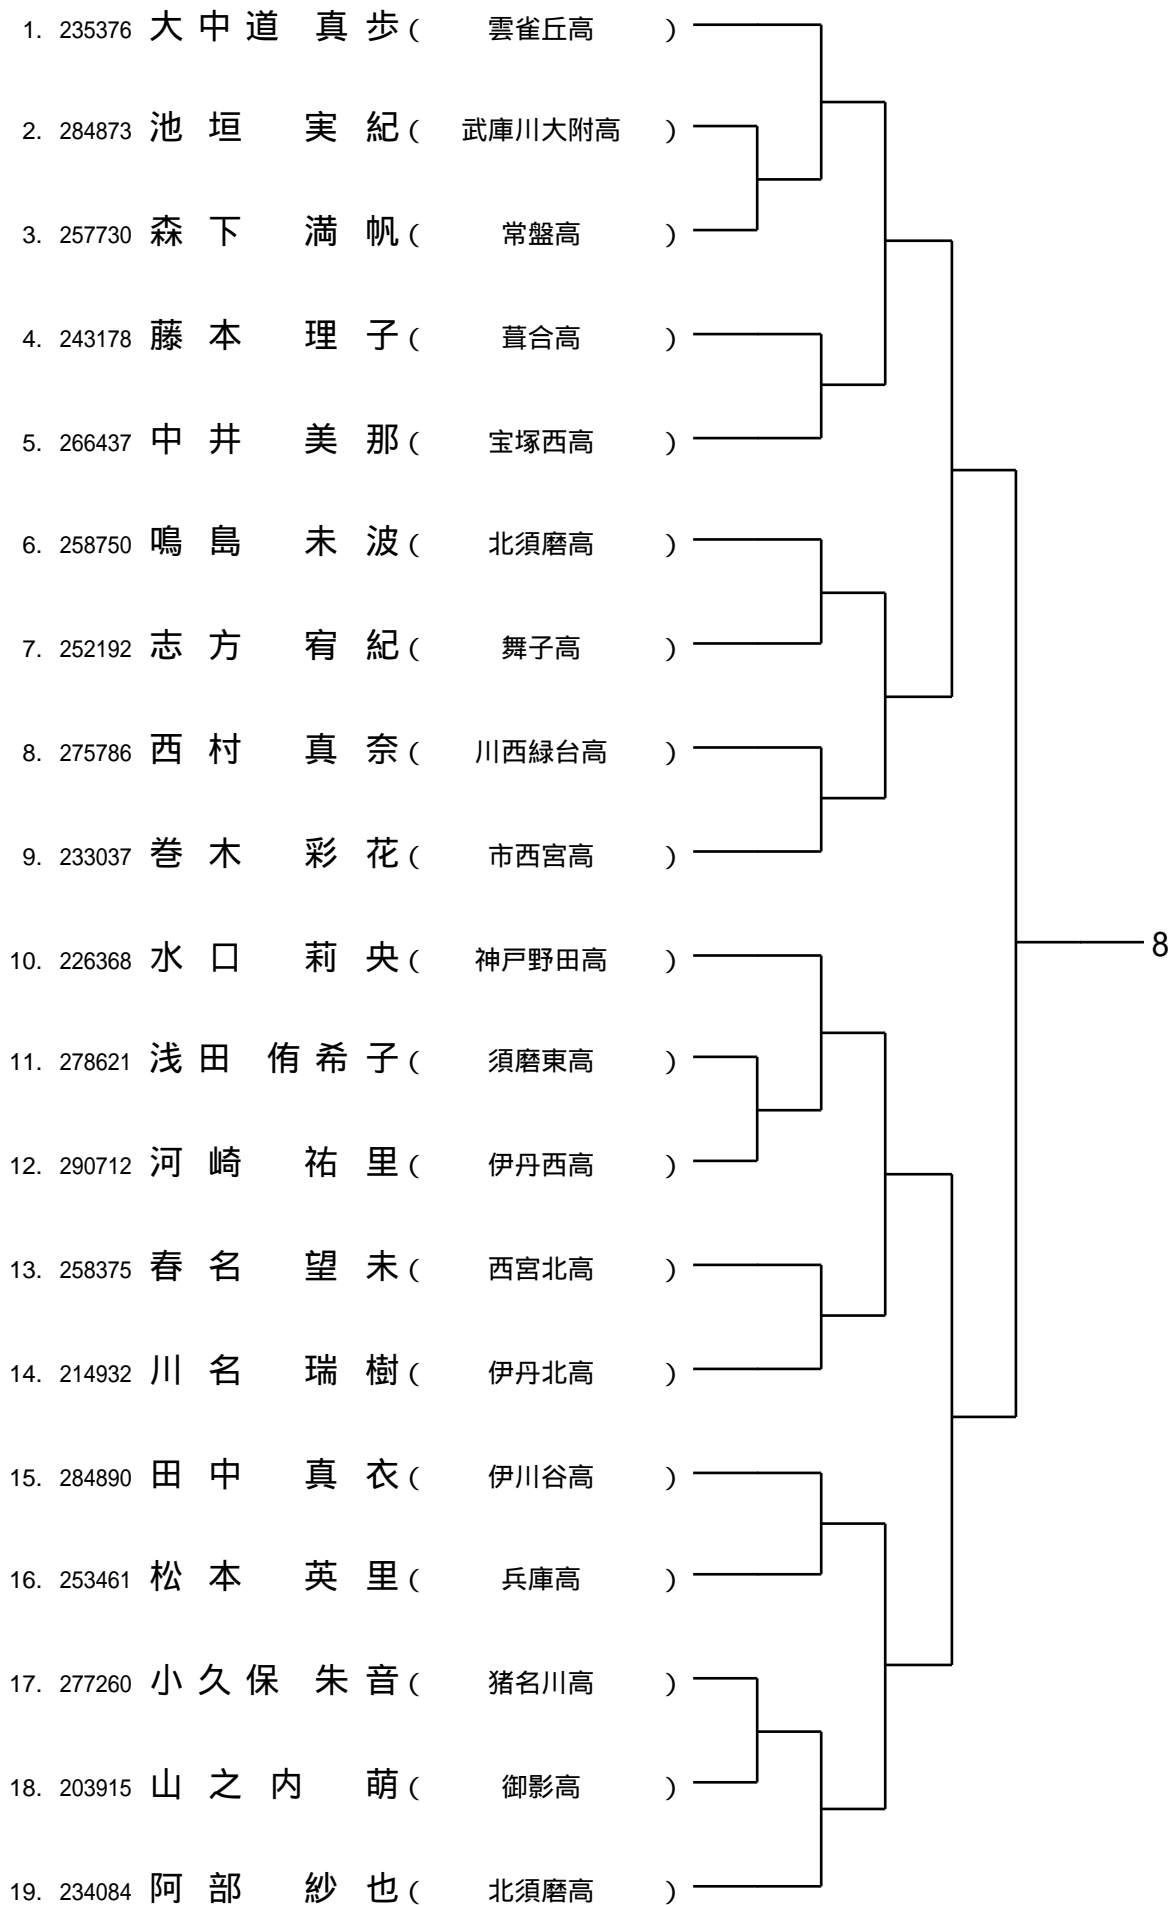 1. 235376 大中道 真歩 ( 雲雀丘高 )
2. 284873 池垣 実紀 ( 武庫川大附高 )
3. 257730 森下 満帆 ( 常盤高 )
4. 243178 藤本 理子 ( 葺合高 )
5. 266437 中井 美那 ( 宝塚西高 )
6. 258750 鳴島 未波 ( 北須磨高 )
7. 252192 志方 宥紀 ( 舞子高 )
8. 275786 西村 真奈 ( 川西緑台高 )
9. 233037 巻木 彩花 ( 市西宮高 )
8
10. 226368 水口 莉央 ( 神戸野田高 )
11. 278621 浅田 侑希子 ( 須磨東高 )
12. 290712 河崎 祐里 ( 伊丹西高 )
13. 258375 春名 望未 ( 西宮北高 )
14. 214932 川名 瑞樹 ( 伊丹北高 )
15. 284890 田中 真衣 ( 伊川谷高 )
16. 253461 松本 英里 ( 兵庫高 )
17. 277260 小久保 朱音 ( 猪名川高 )
18. 203915 山之内 萌 ( 御影高 )
19. 234084 阿部 紗也 ( 北須磨高 )